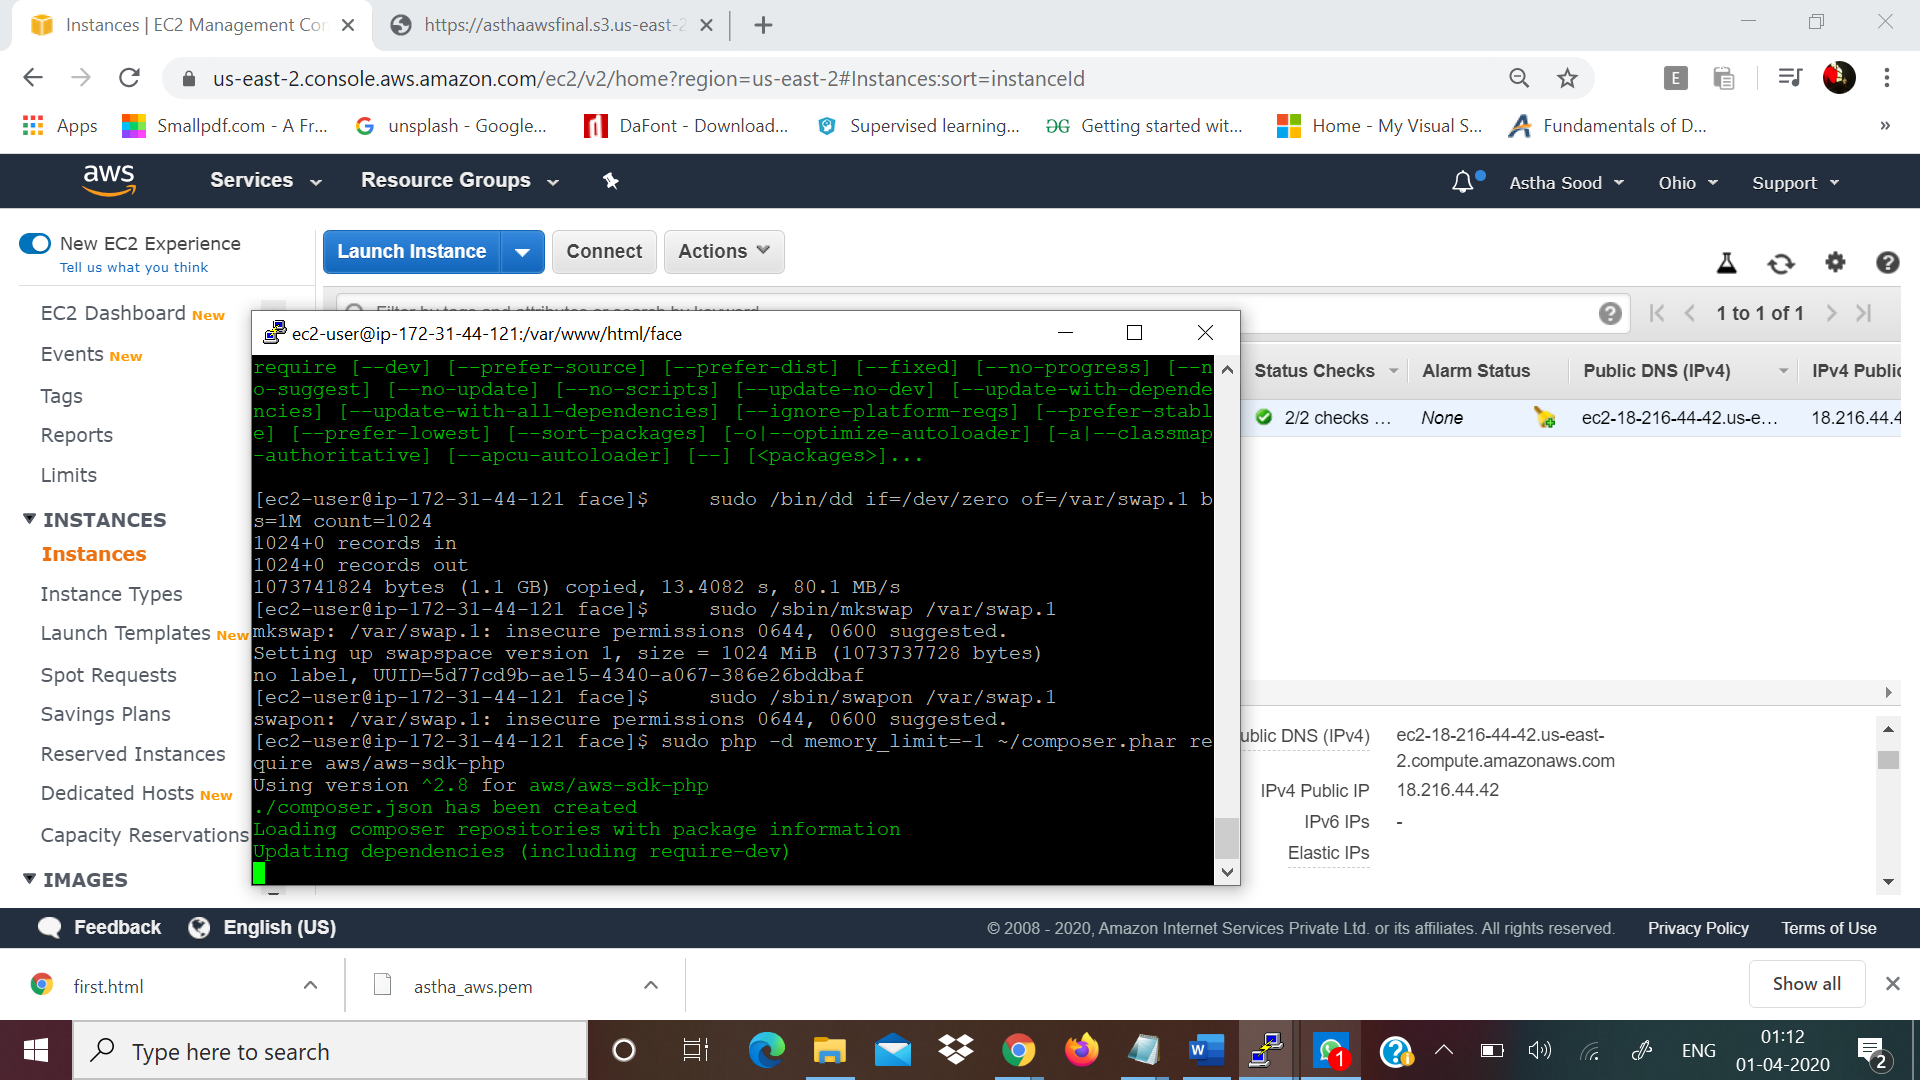 Instances | EC2 Management Con
https://asthaawsfinal.s3.us-east-2
us-east-2.console.aws.amazon.com/ec2/v2/home?region=us-east-2#Instances:sort=instanceId
E
Apps
Smallpdf.com - A Fr...
unsplash - Google...
DaFont - Download...
Supervised learning...
Getting started wit...
Home - My Visual S...
Fundamentals of D...
»
aws
Services
Resource Groups
Astha Sood
Ohio
Support
New EC2 Experience
Tell us what you think
Launch Instance
Connect
Actions
EC2 Dashboard New
Events New
Tags
Reports
Limits
INSTANCES
Instances
Instance Types
Launch Templates New
Spot Requests
Savings Plans
Reserved Instances
Dedicated Hosts New
Capacity Reservations
IMAGES
Filter by tags and attributes or search by keyword
1 to 1 of 1
Status Checks
Alarm Status
Public DNS (IPv4)
IPv4 Public
2/2 checks ...
None
ec2-18-216-44-42.us-e...
18.216.44.4
ec2-user@ip-172-31-44-121:/var/www/html/face
require [--dev] [--prefer-source] [--prefer-dist] [--fixed] [--no-progress] [--n
o-suggest] [--no-update] [--no-scripts] [--update-no-dev] [--update-with-depende
ncies] [--update-with-all-dependencies] [--ignore-platform-reqs] [--prefer-stabl
e] [--prefer-lowest] [--sort-packages] [-o|--optimize-autoloader] [-a|--classmap
-authoritative] [--apcu-autoloader] [--] [<packages>]...
[ec2-user@ip-172-31-44-121 face]$     sudo /bin/dd if=/dev/zero of=/var/swap.1 b
s=1M count=1024
1024+0 records in
1024+0 records out
1073741824 bytes (1.1 GB) copied, 13.4082 s, 80.1 MB/s
[ec2-user@ip-172-31-44-121 face]$     sudo /sbin/mkswap /var/swap.1
mkswap: /var/swap.1: insecure permissions 0644, 0600 suggested.
Setting up swapspace version 1, size = 1024 MiB (1073737728 bytes)
no label, UUID=5d77cd9b-ae15-4340-a067-386e26bddbaf
[ec2-user@ip-172-31-44-121 face]$     sudo /sbin/swapon /var/swap.1
swapon: /var/swap.1: insecure permissions 0644, 0600 suggested.
[ec2-user@ip-172-31-44-121 face]$ sudo php -d memory_limit=-1 ~/composer.phar re
quire aws/aws-sdk-php
Using version ^2.8 for aws/aws-sdk-php
./composer.json has been created
Loading composer repositories with package information
Updating dependencies (including require-dev)
ublic DNS (IPv4)
ec2-18-216-44-42.us-east-
2.compute.amazonaws.com
IPv4 Public IP
18.216.44.42
IPv6 IPs
-
Elastic IPs
Feedback
English (US)
© 2008 - 2020, Amazon Internet Services Private Ltd. or its affiliates. All rights reserved.
Privacy Policy
Terms of Use
first.html
astha_aws.pem
Show all
Type here to search
1
ENG
01:12
01-04-2020
2